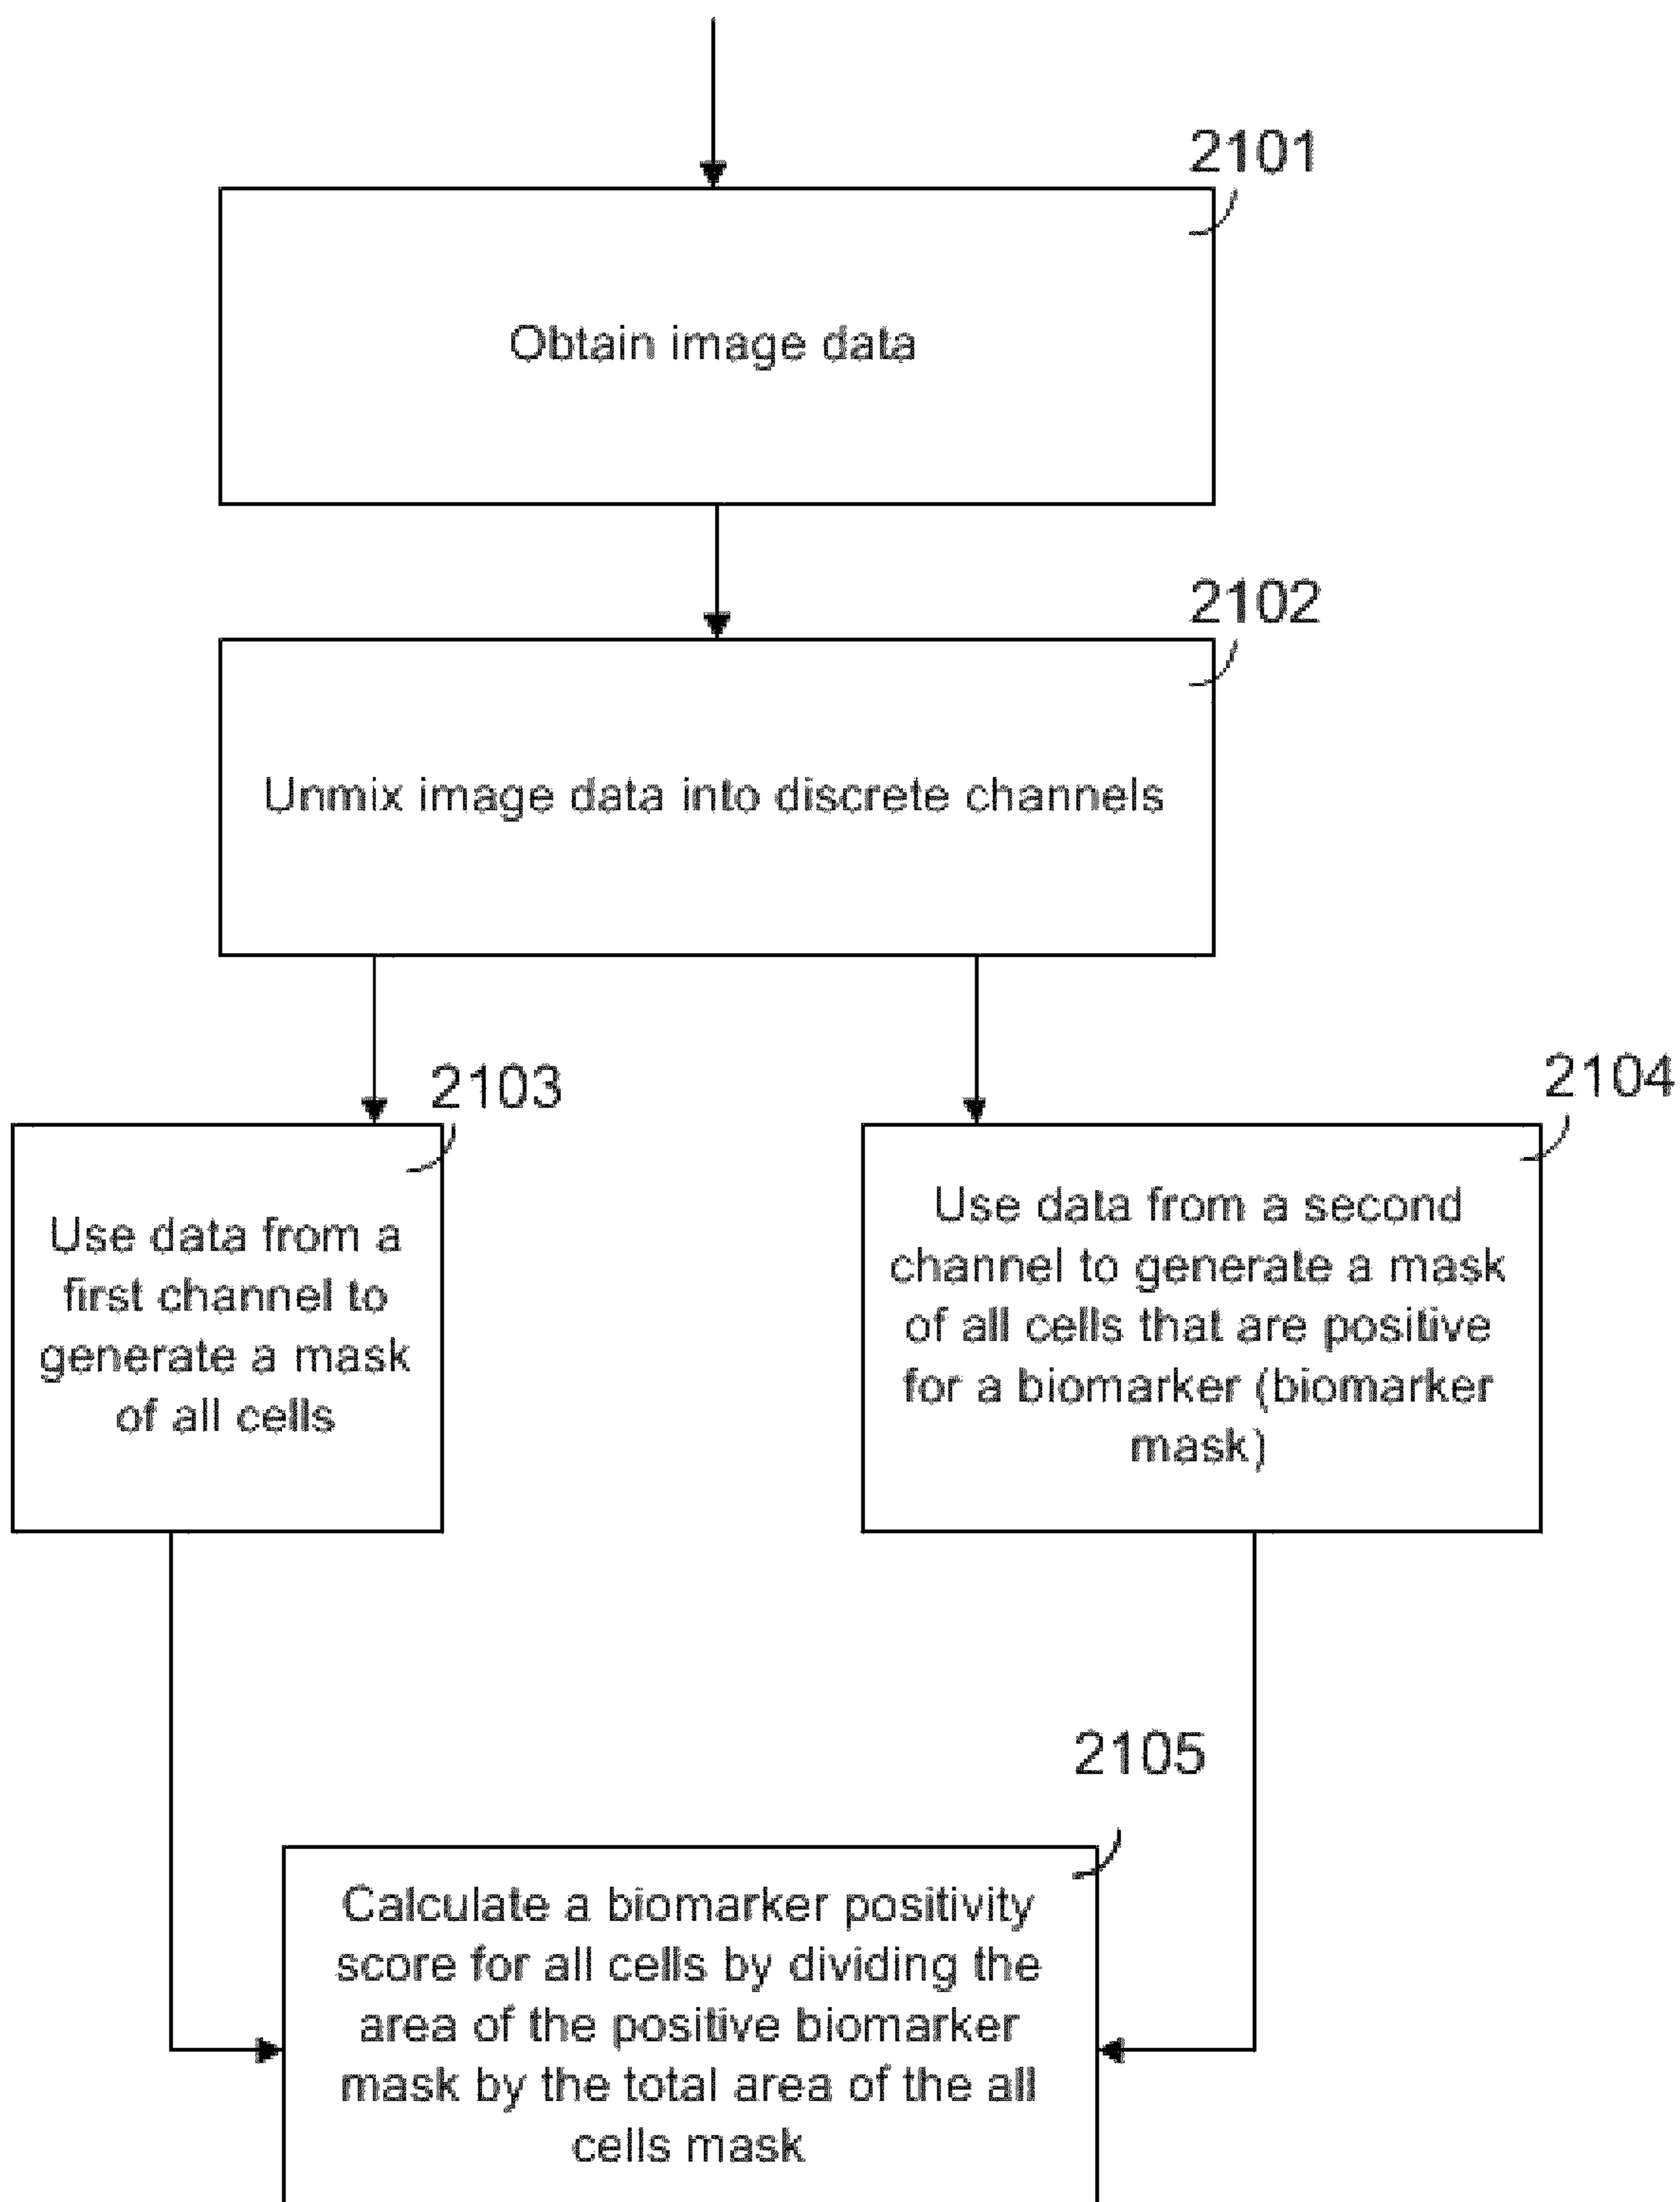 2101
Obtain image data
2102
Unmix image data into discrete channels
2103
Use data from a
first channel to
generate a mask
of all cells
2104
Use data from a second
channel to generate a mask
of all cells that are positive
for a biomarker (biomarker
mask)
2105
Calculate a biomarker positivity
score for all cells by dividing the
area of the positive biomarker
mask by the total area of the all
cells mask